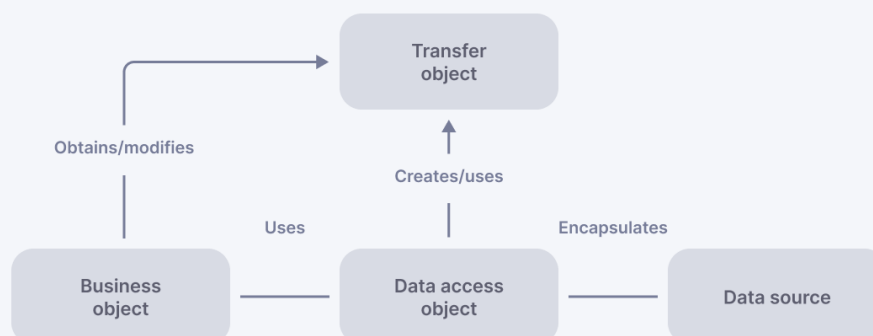 Transfer
object
Obtains/modifies
Creates/uses
Uses
Encapsulates
Business
object
Data access
object
Data source